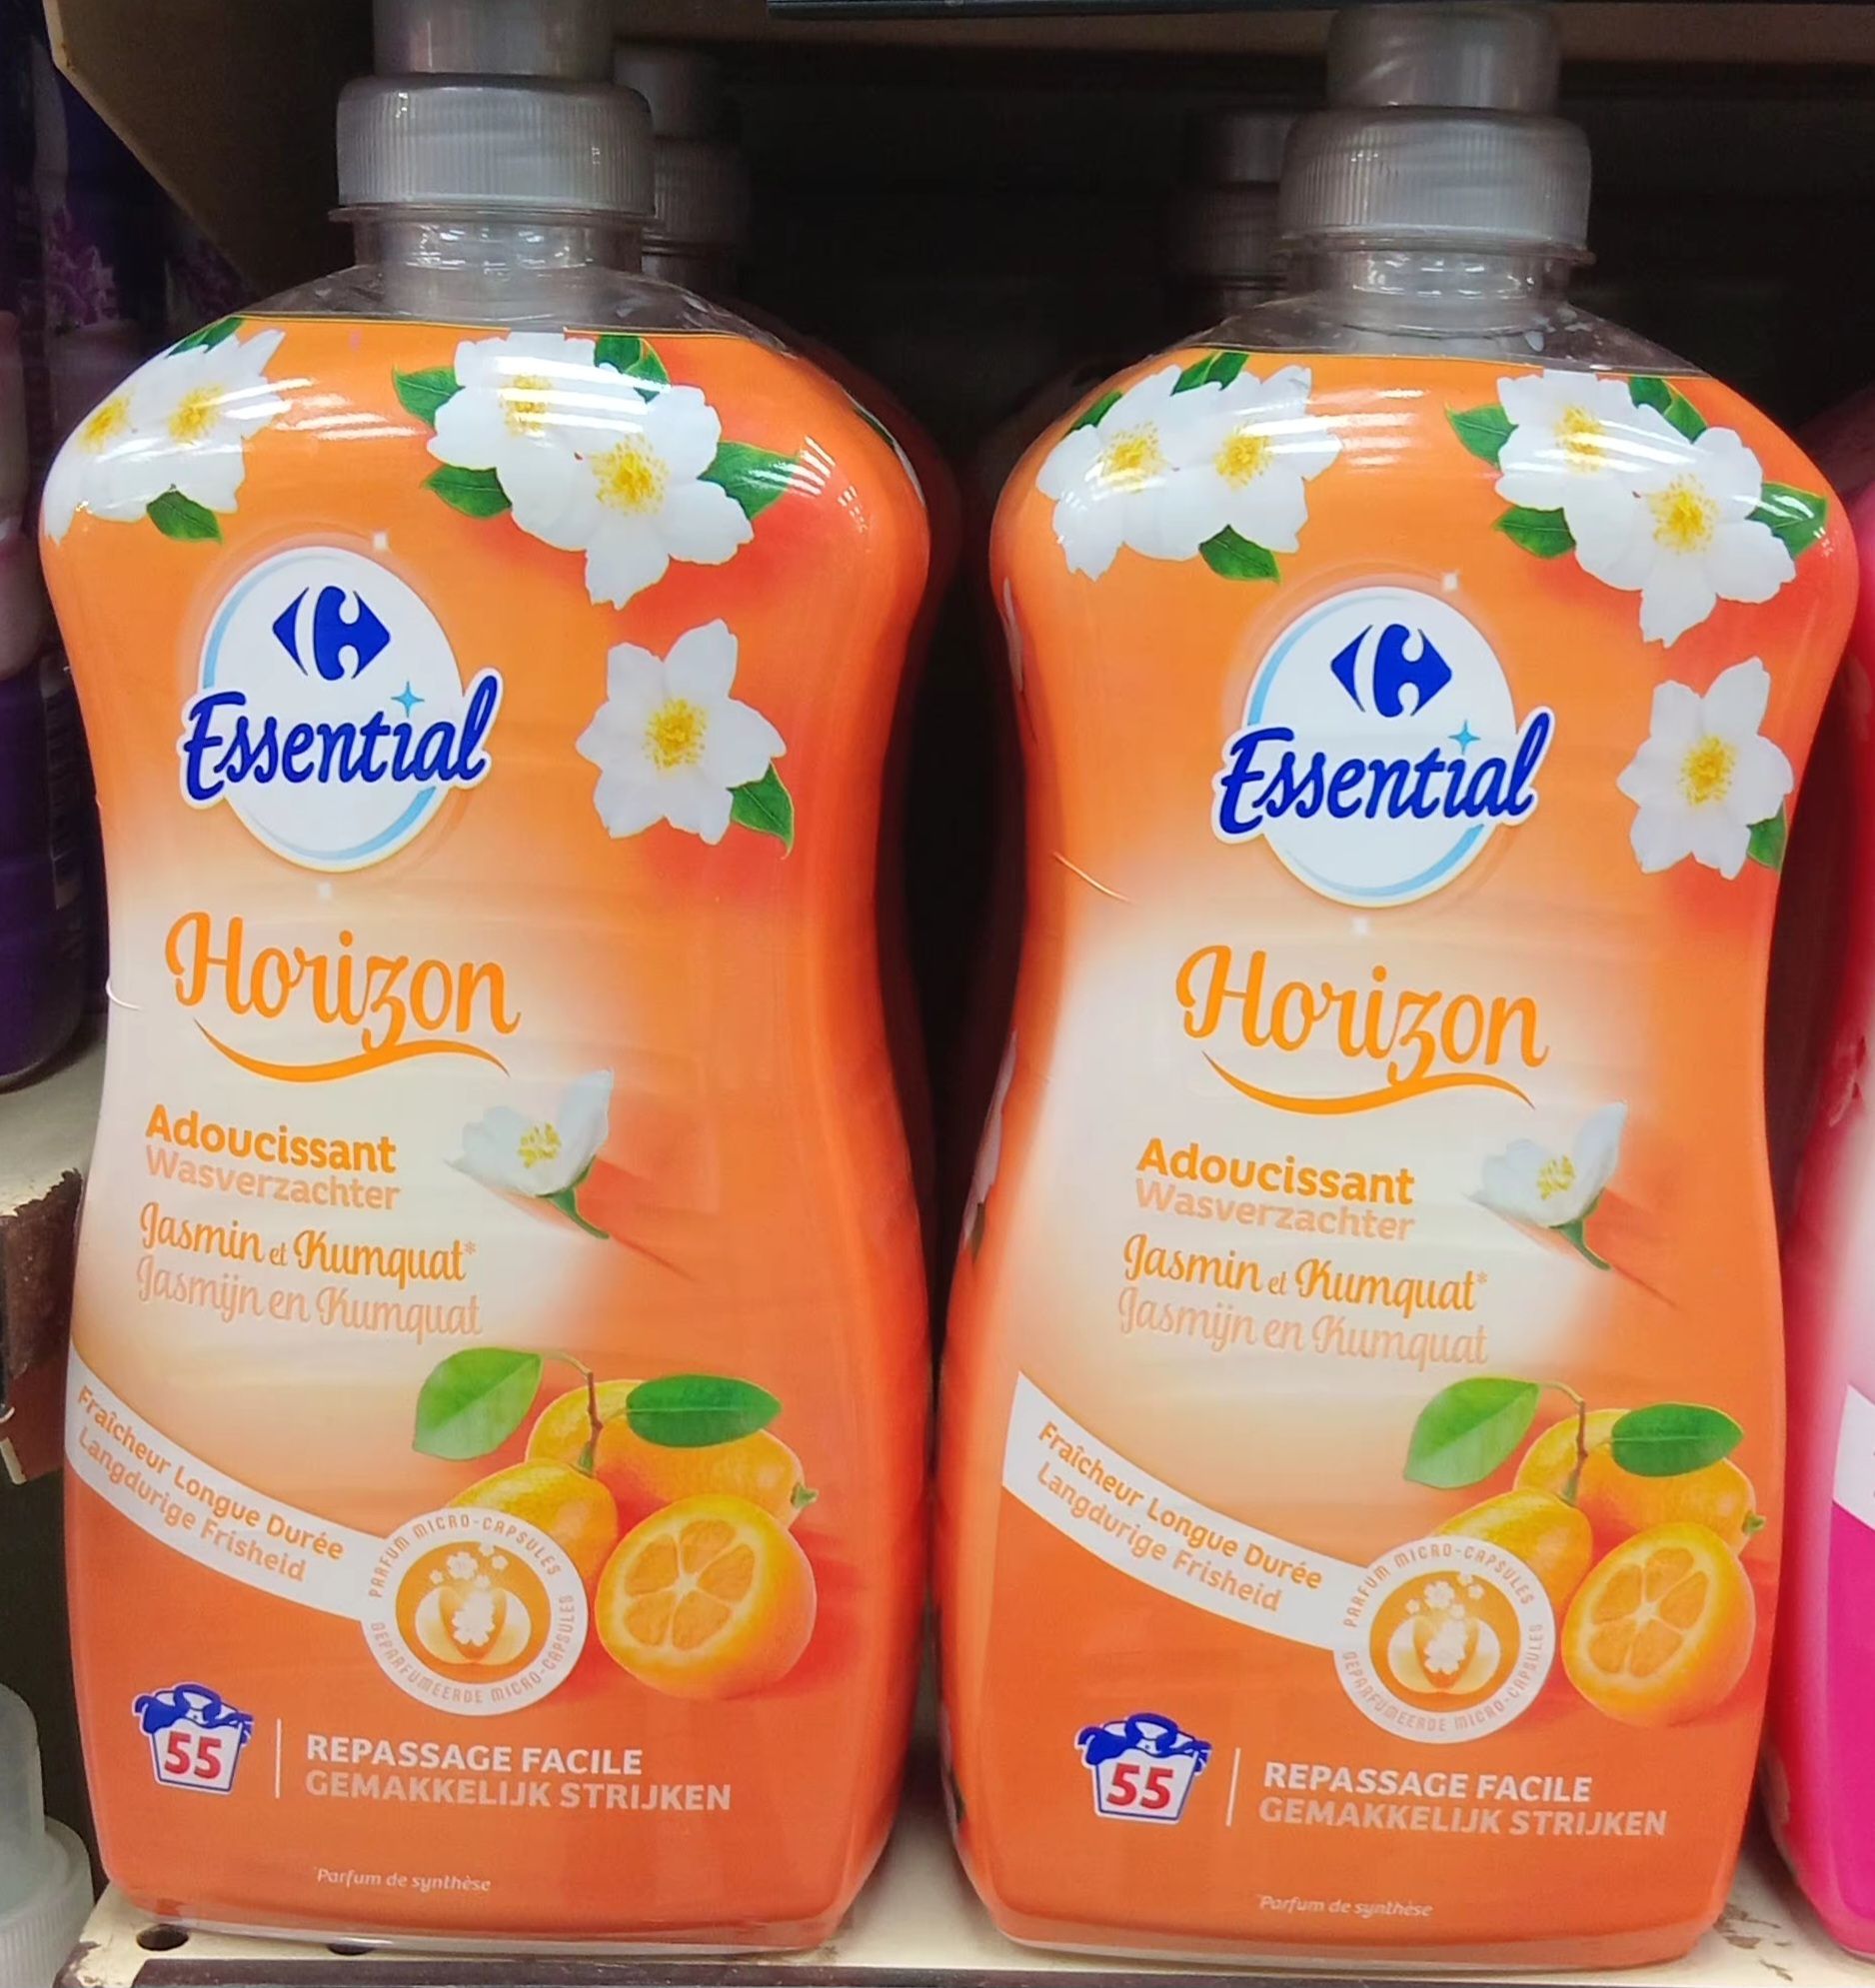 Essential
Horizon
Adoucissant
Wasverzachter
Jasmin et Kumquat*
Jasmijn en Kumquat
Fraîcheur Longue Durée
Langdurige Frisheid
PARFUM MICRO-CAPSULES
GEPARFUMEERDE MICRO-CAPSULES
55
REPASSAGE FACILE
GEMAKKELIJK STRIJKEN
*Parfum de synthèse
Essential
Horizon
Adoucissant
Wasverzachter
Jasmin et Kumquat*
Jasmijn en Kumquat
Fraîcheur Longue Durée
Langdurige Frisheid
PARFUM MICRO-CAPSULES
GEPARFUMEERDE MICRO-CAPSULES
55
REPASSAGE FACILE
GEMAKKELIJK STRIJKEN
*Parfum de synthèse